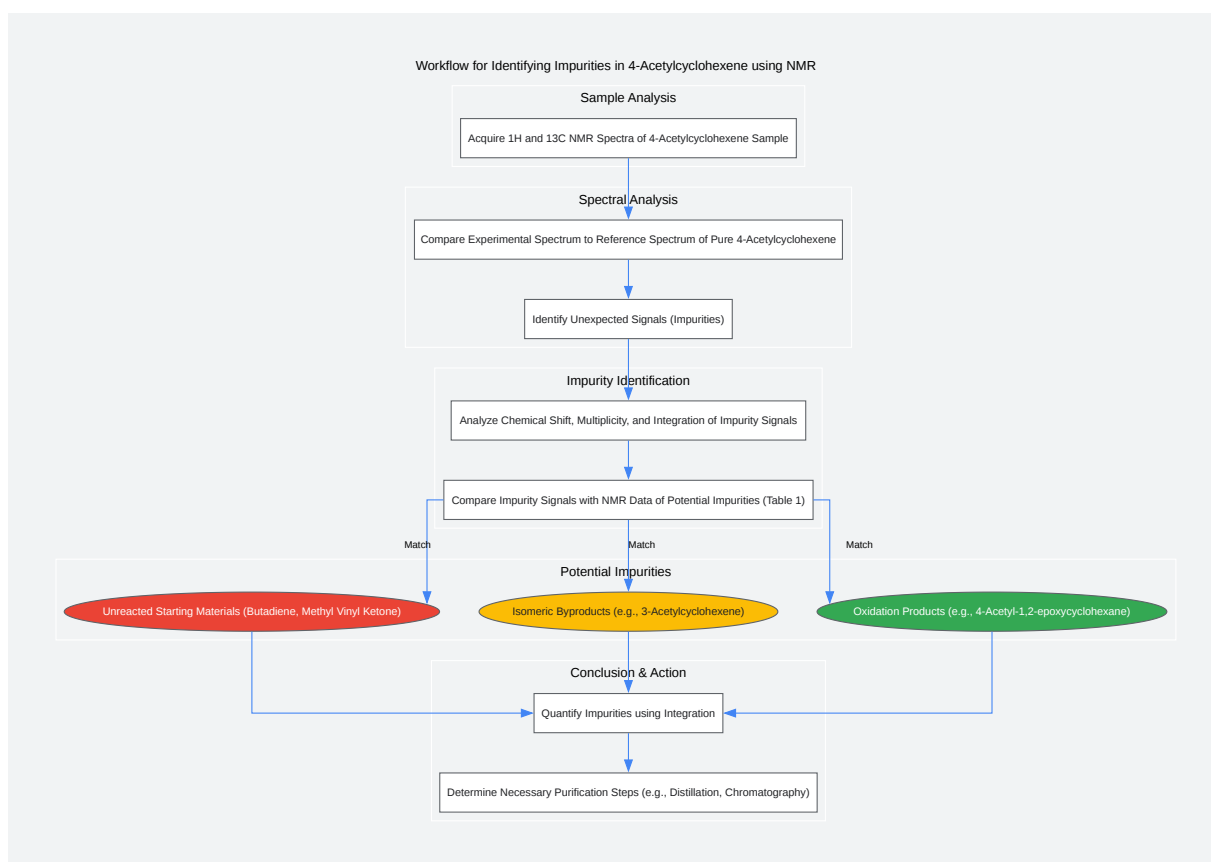 Workflow for Identifying Impurities in 4-Acetylcyclohexene using NMR
Sample Analysis
Acquire 1H and 13C NMR Spectra of 4-Acetylcyclohexene Sample
Spectral Analysis
Compare Experimental Spectrum to Reference Spectrum of Pure 4-Acetylcyclohexene
Identify Unexpected Signals (Impurities)
Impurity Identification
Analyze Chemical Shift, Multiplicity, and Integration of Impurity Signals
Compare Impurity Signals with NMR Data of Potential Impurities (Table 1)
Match
Match
Match
Potential Impurities
Unreacted Starting Materials (Butadiene, Methyl Vinyl Ketone)
Isomeric Byproducts (e.g., 3-Acetylcyclohexene)
Oxidation Products (e.g., 4-Acetyl-1,2-epoxycyclohexane)
Conclusion & Action
Quantify Impurities using Integration
Determine Necessary Purification Steps (e.g., Distillation, Chromatography)